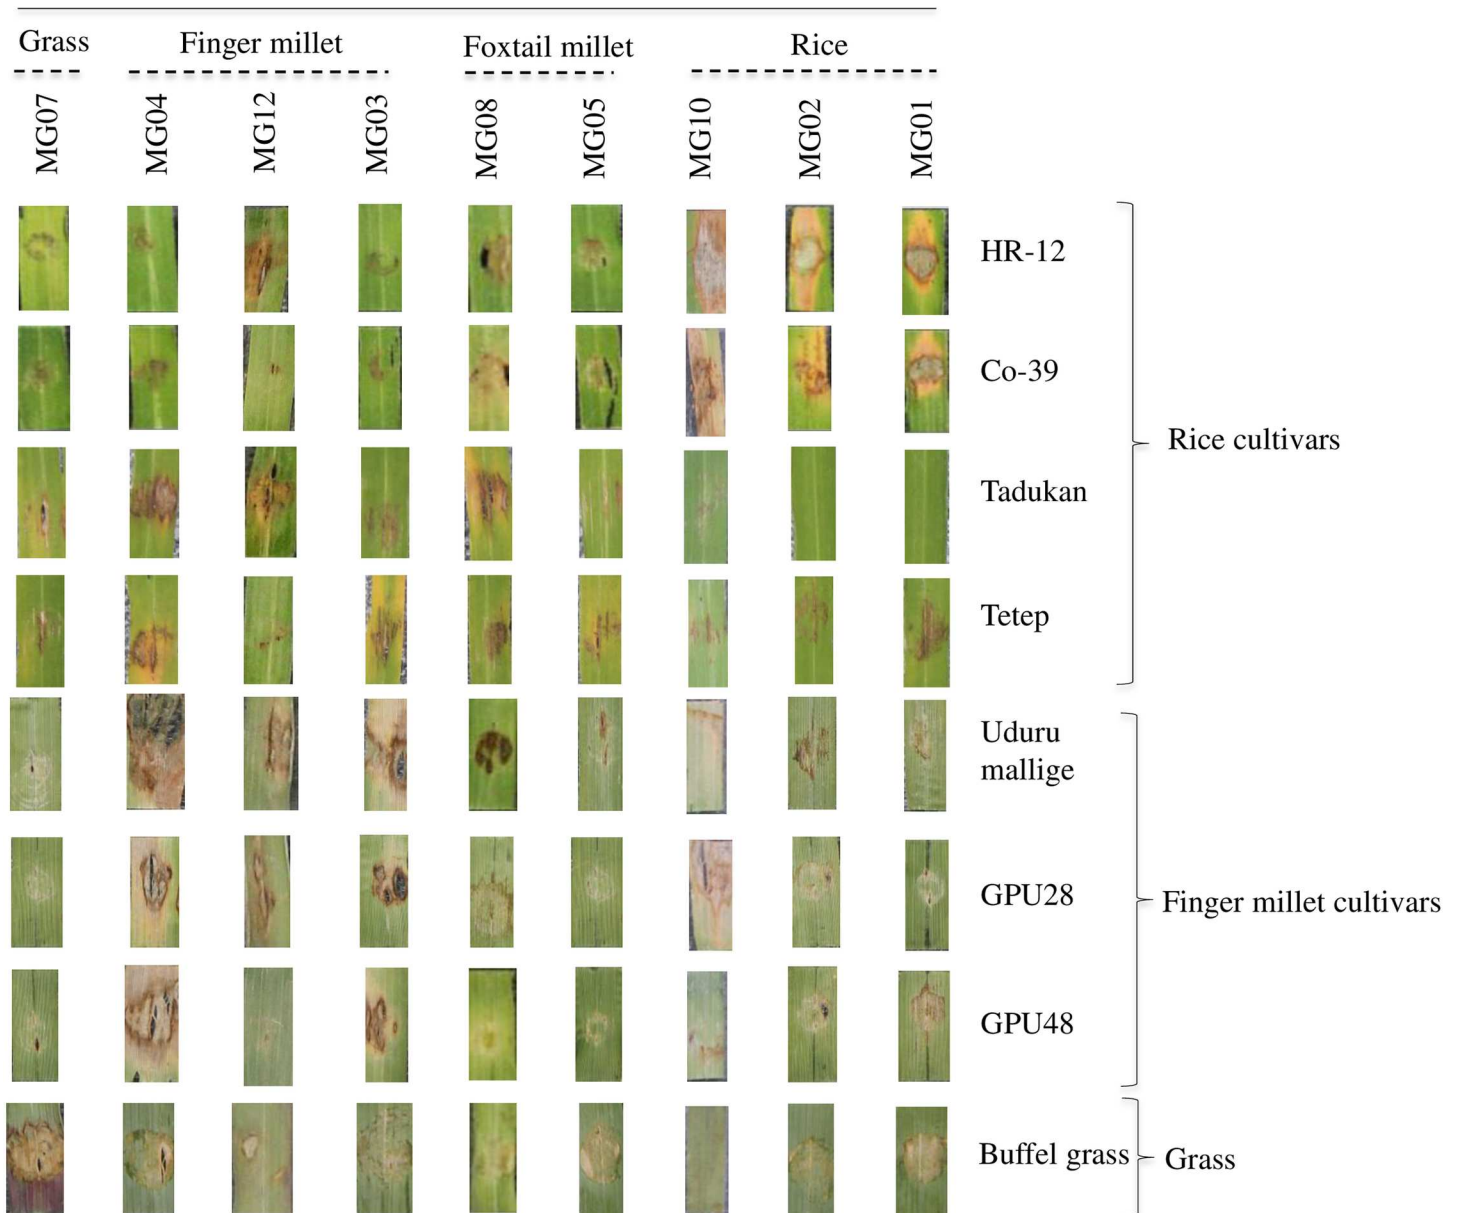 Grass Finger millet Foxtail millet Rice
MG07 MG04 MG12 MG03 MG08 MG05 MG10 MG02 MG01
HR-12
Co-39
Rice cultivars
Tadukan
Tetep
Uduru
mallige
GPU28
Finger millet cultivars
GPU48
Buffel grass
Grass